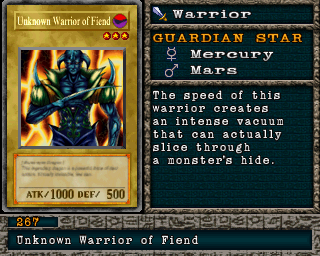 Unknown Warrior of Fiend
ATK/1000 DEF/ 500
Warrior
GUARDIAN STAR
Mercury
Mars
The speed of this
warrior creates
an intense vacuum
that can actually
slice through
a monster's hide.
267
Unknown Warrior of Fiend